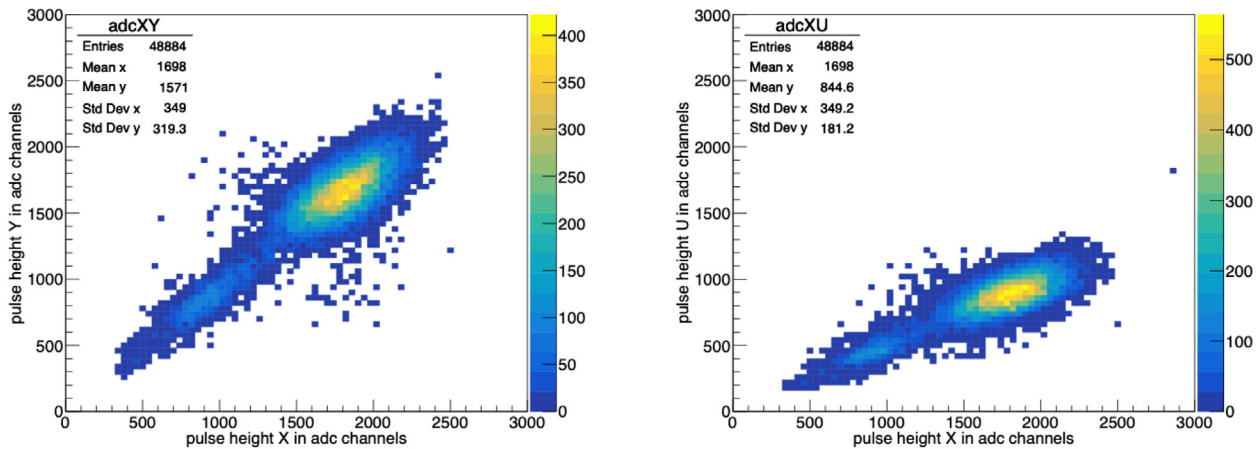 adcXY
Entries 48884
Mean x 1698
Mean y 1571
Std Dev x 349
Std Dev y 319.3
3000
2500
2000
1500
1000
500
0
pulse height Y in adc channels
0 500 1000 1500 2000 2500 3000
pulse height X in adc channels
400
350
300
250
200
150
100
50
0
adcXU
Entries 48884
Mean x 1698
Mean y 844.6
Std Dev x 349.2
Std Dev y 181.2
3000
2500
2000
1500
1000
500
0
pulse height U in adc channels
0 500 1000 1500 2000 2500 3000
pulse height X in adc channels
500
400
300
200
100
0